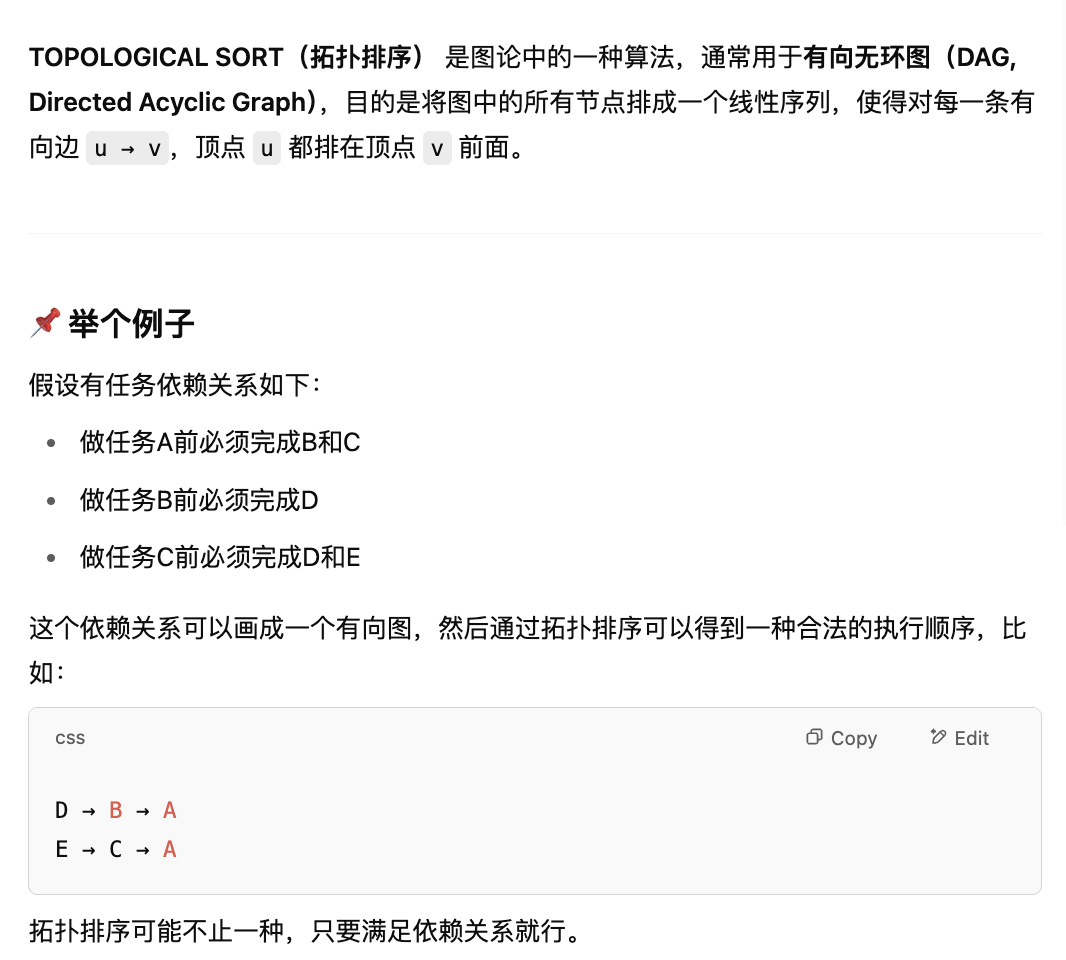 TOPOLOGICAL SORT（拓扑排序） 是图论中的一种算法，通常用于有向无环图（DAG,
Directed Acyclic Graph），目的是将图中的所有节点排成一个线性序列，使得对每一条有
向边 u → v，顶点 u 都排在顶点 v 前面。
📌 举个例子
假设有任务依赖关系如下：
• 做任务A前必须完成B和C
• 做任务B前必须完成D
• 做任务C前必须完成D和E
这个依赖关系可以画成一个有向图，然后通过拓扑排序可以得到一种合法的执行顺序，比
如：
css Copy Edit
D → B → A
E → C → A
拓扑排序可能不止一种，只要满足依赖关系就行。